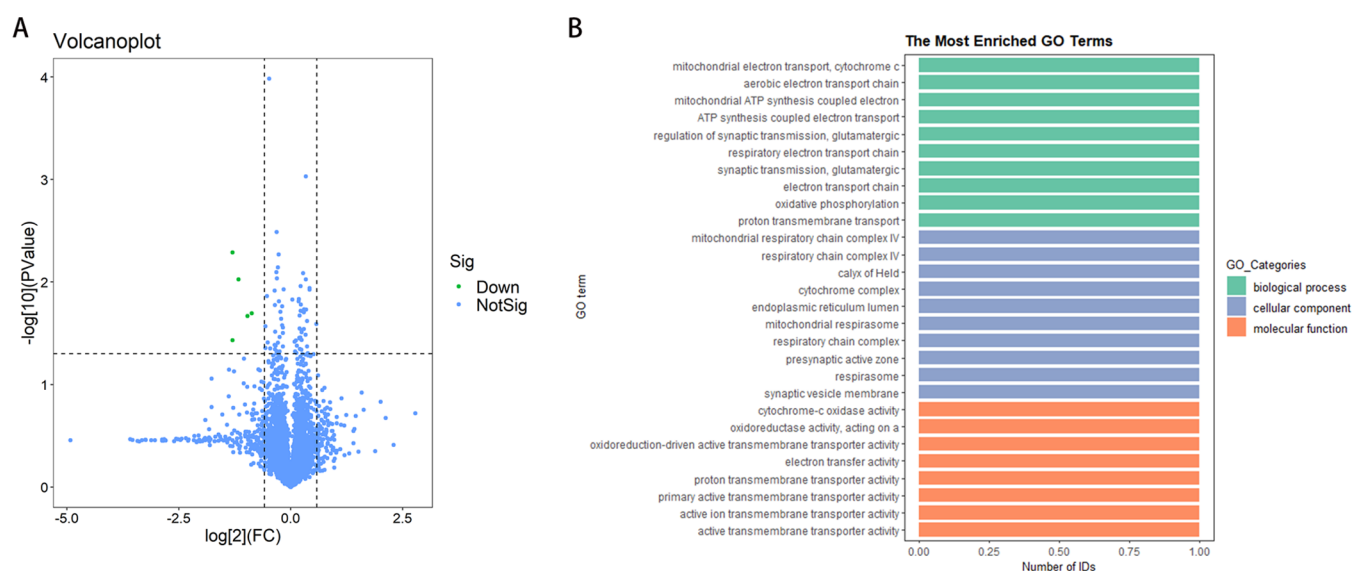 A
Volcanoplot
4
3
2
1
0
-log[10](PValue)
-5.0
-2.5
0.0
2.5
log[2](FC)
Sig
Down
NotSig
B
The Most Enriched GO Terms
mitochondrial electron transport, cytochrome c
aerobic electron transport chain
mitochondrial ATP synthesis coupled electron
ATP synthesis coupled electron transport
regulation of synaptic transmission, glutamatergic
respiratory electron transport chain
synaptic transmission, glutamatergic
electron transport chain
oxidative phosphorylation
proton transmembrane transport
mitochondrial respiratory chain complex IV
respiratory chain complex IV
calyx of Held
cytochrome complex
endoplasmic reticulum lumen
mitochondrial respirasome
respiratory chain complex
presynaptic active zone
respirasome
synaptic vesicle membrane
cytochrome-c oxidase activity
oxidoreductase activity, acting on a
oxidoreduction-driven active transmembrane transporter activity
electron transfer activity
proton transmembrane transporter activity
primary active transmembrane transporter activity
active ion transmembrane transporter activity
active transmembrane transporter activity
GO term
0.00
0.25
0.50
0.75
1.00
Number of IDs
GO_Categories
biological process
cellular component
molecular function